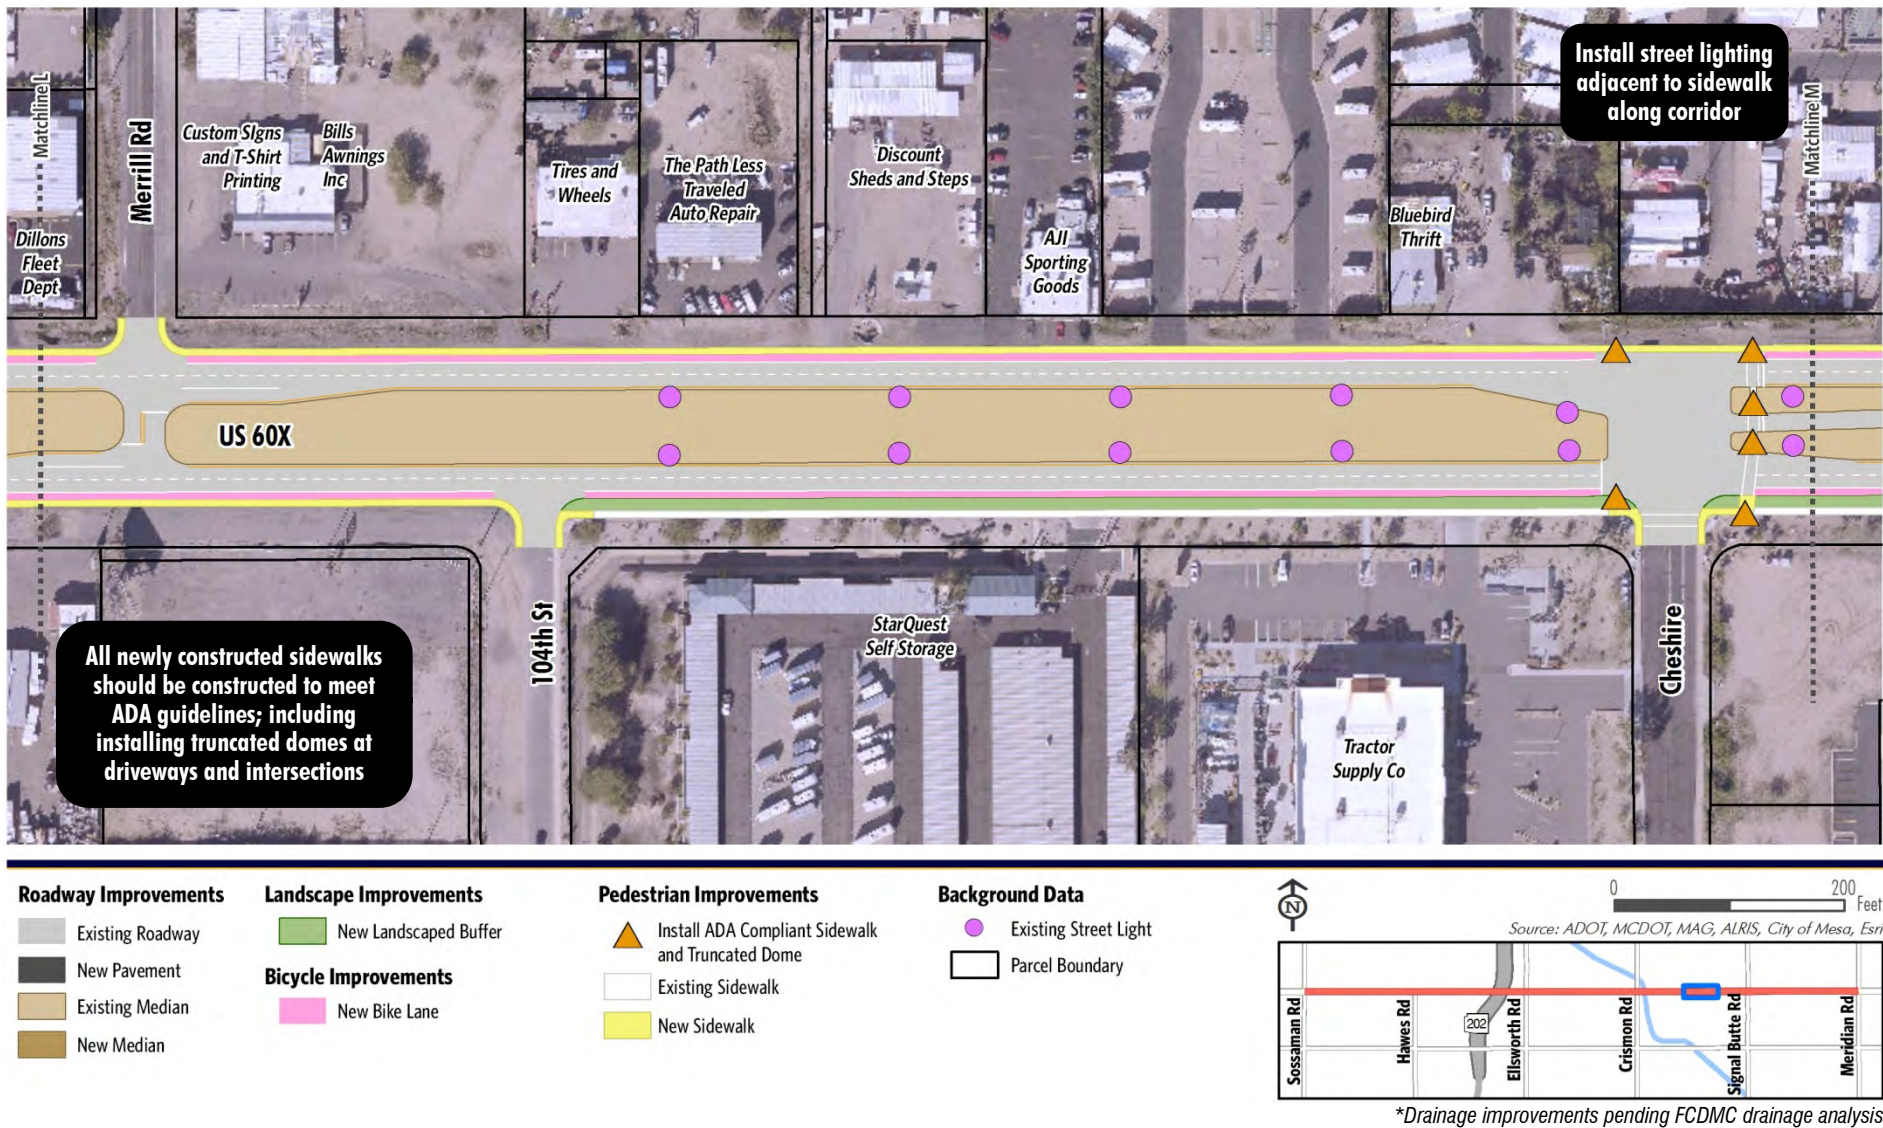 Install street lighting
adjacent to sidewalk
along corridor
Matchline L
Merrill Rd
Custom SIgns
and T-Shirt
Printing
Bills
Awnings
Inc
Tires and
Wheels
The Path Less
Traveled
Auto Repair
Discount
Sheds and Steps
AJI
Sporting
Goods
Bluebird
Thrift
Matchline M
Dillons
Fleet
Dept
US 60X
104th St
StarQuest
Self Storage
Cheshire
Tractor
Supply Co
All newly constructed sidewalks
should be constructed to meet
ADA guidelines; including
installing truncated domes at
driveways and intersections
Roadway Improvements
Existing Roadway
New Pavement
Existing Median
New Median
Landscape Improvements
New Landscaped Buffer
Bicycle Improvements
New Bike Lane
Pedestrian Improvements
Install ADA Compliant Sidewalk
and Truncated Dome
Existing Sidewalk
New Sidewalk
Background Data
Existing Street Light
Parcel Boundary
N
0 200
Feet
Source: ADOT, MCDOT, MAG, ALRIS, City of Mesa, Esri
Sossaman Rd
Hawes Rd
202
Ellsworth Rd
Crismon Rd
Signal Butte Rd
Meridian Rd
*Drainage improvements pending FCDMC drainage analysis